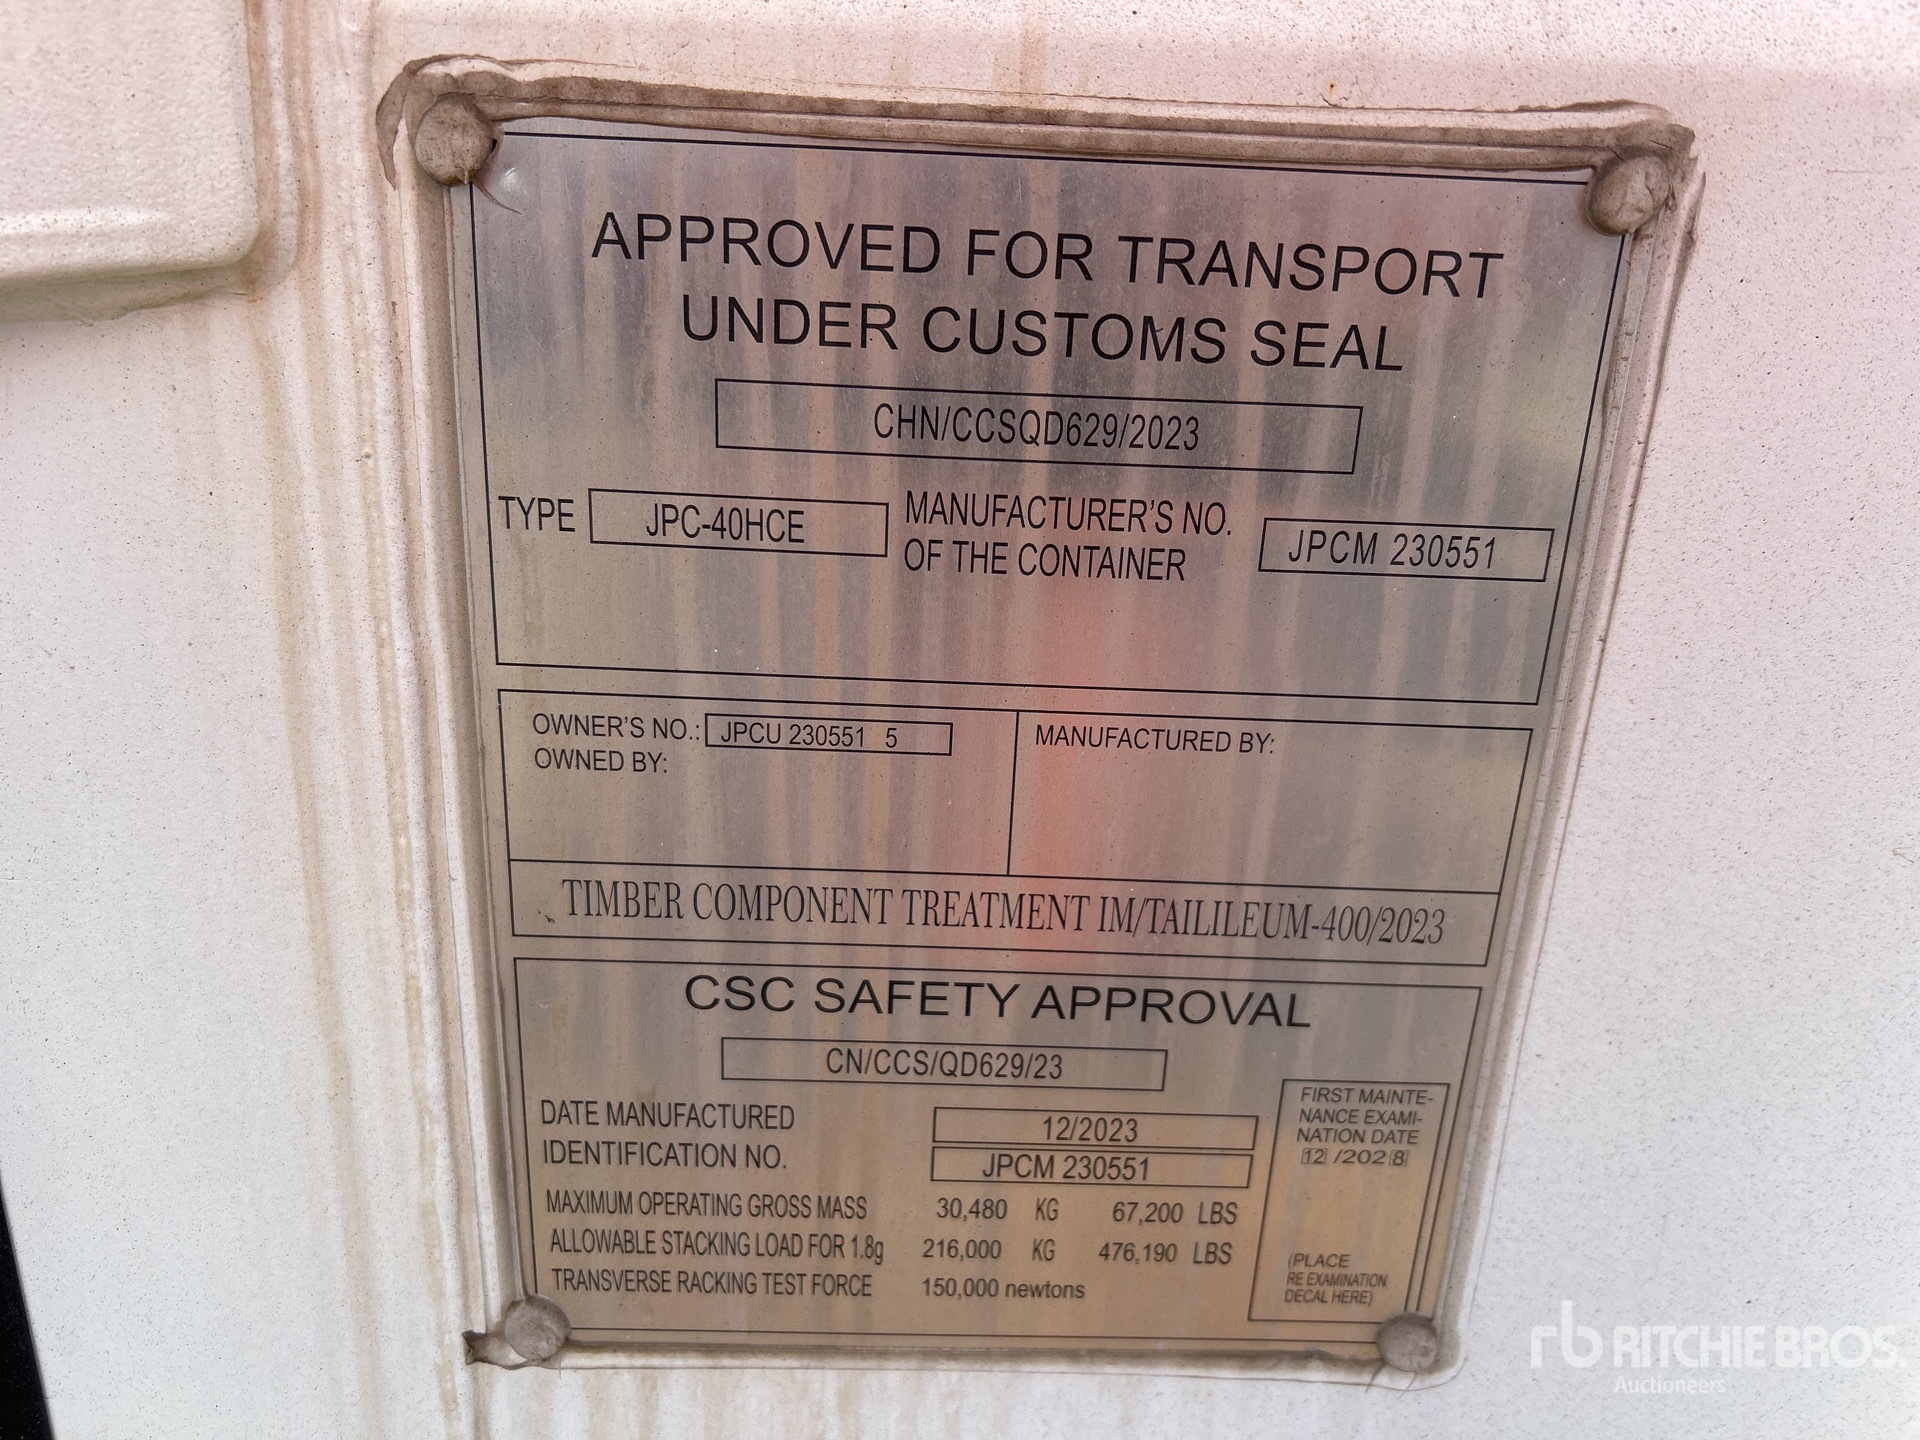 APPROVED FOR TRANSPORT
UNDER CUSTOMS SEAL
CHN/CCSQD629/2023
TYPE JPC-40HCE MANUFACTURER'S NO.
OF THE CONTAINER JPCM 230551
OWNER'S NO.: JPCU 230551 5
OWNED BY:
MANUFACTURED BY:
TIMBER COMPONENT TREATMENT IM/TAILILEUM-400/2023
CSC SAFETY APPROVAL
CN/CCS/QD629/23
DATE MANUFACTURED 12/2023
IDENTIFICATION NO. JPCM 230551
MAXIMUM OPERATING GROSS MASS 30,480 KG 67,200 LBS
ALLOWABLE STACKING LOAD FOR 1.8g 216,000 KG 476,190 LBS
TRANSVERSE RACKING TEST FORCE 150,000 newtons
FIRST MAINTE-
NANCE EXAMI-
NATION DATE
12 /2028
(PLACE
RE EXAMINATION
DECAL HERE)
rb RITCHIE BROS.
Auctioneers